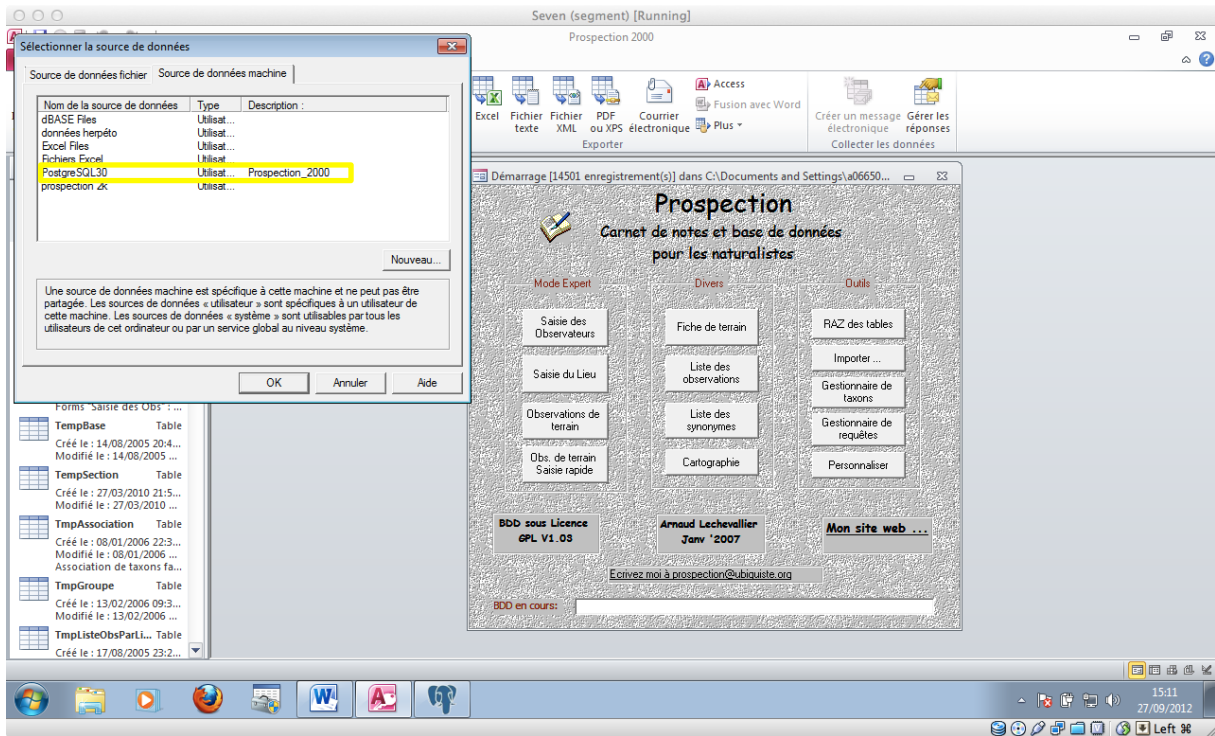 Seven (segment) [Running]
Prospection 2000
Sélectionner la source de données
Source de données fichier
Source de données machine
Nom de la source de données Type Description :
dBASE Files Utilisat...
données herpéto Utilisat...
Excel Files Utilisat...
Fichiers Excel Utilisat
PostgreSQL30 Utilisat... Prospection_2000
prospection 2k Utilisat...
Nouveau...
Une source de données machine est spécifique à cette machine et ne peut pas être
partagée. Les sources de données « utilisateur » sont spécifiques à un utilisateur de
cette machine. Les sources de données « système » sont utilisables par tous les
utilisateurs de cet ordinateur ou par un service global au niveau système.
OK Annuler Aide
Excel
Fichier
texte
Fichier
XML
PDF
ou XPS
Courrier
électronique
Access
Fusion avec Word
Plus
Exporter
Créer un message
électronique
Gérer les
réponses
Collecter les données
Forms "Saisie des Obs" : ...
TempBase Table
Créé le : 14/08/2005 20:4...
Modifié le : 14/08/2005 ...
TempSection Table
Créé le : 27/03/2010 21:5...
Modifié le : 27/03/2010 ...
TmpAssociation Table
Créé le : 08/01/2006 22:3...
Modifié le : 08/01/2006 ...
Association de taxons fa...
TmpGroupe Table
Créé le : 13/02/2006 09:3...
Modifié le : 13/02/2006 ...
TmpListeObsParLi... Table
Créé le : 17/08/2005 23:2...
Démarrage [14501 enregistrement(s)] dans C:\Documents and Settings\a06650...
Prospection
Carnet de notes et base de données
pour les naturalistes
Mode Expert
Saisie des
Observateurs
Saisie du Lieu
Observations de
terrain
Obs. de terrain
Saisie rapide
Divers
Fiche de terrain
Liste des
observations
Liste des
synonymes
Cartographie
Outils
RAZ des tables
Importer ...
Gestionnaire de
taxons
Gestionnaire de
requêtes
Personnaliser
BDD sous Licence
GPL V1.03
Arnaud Lechevallier
Janv '2007
Mon site web ...
Ecrivez moi à prospection@ubiquiste.org
BDD en cours:
15:11
27/09/2012
Left ⌘